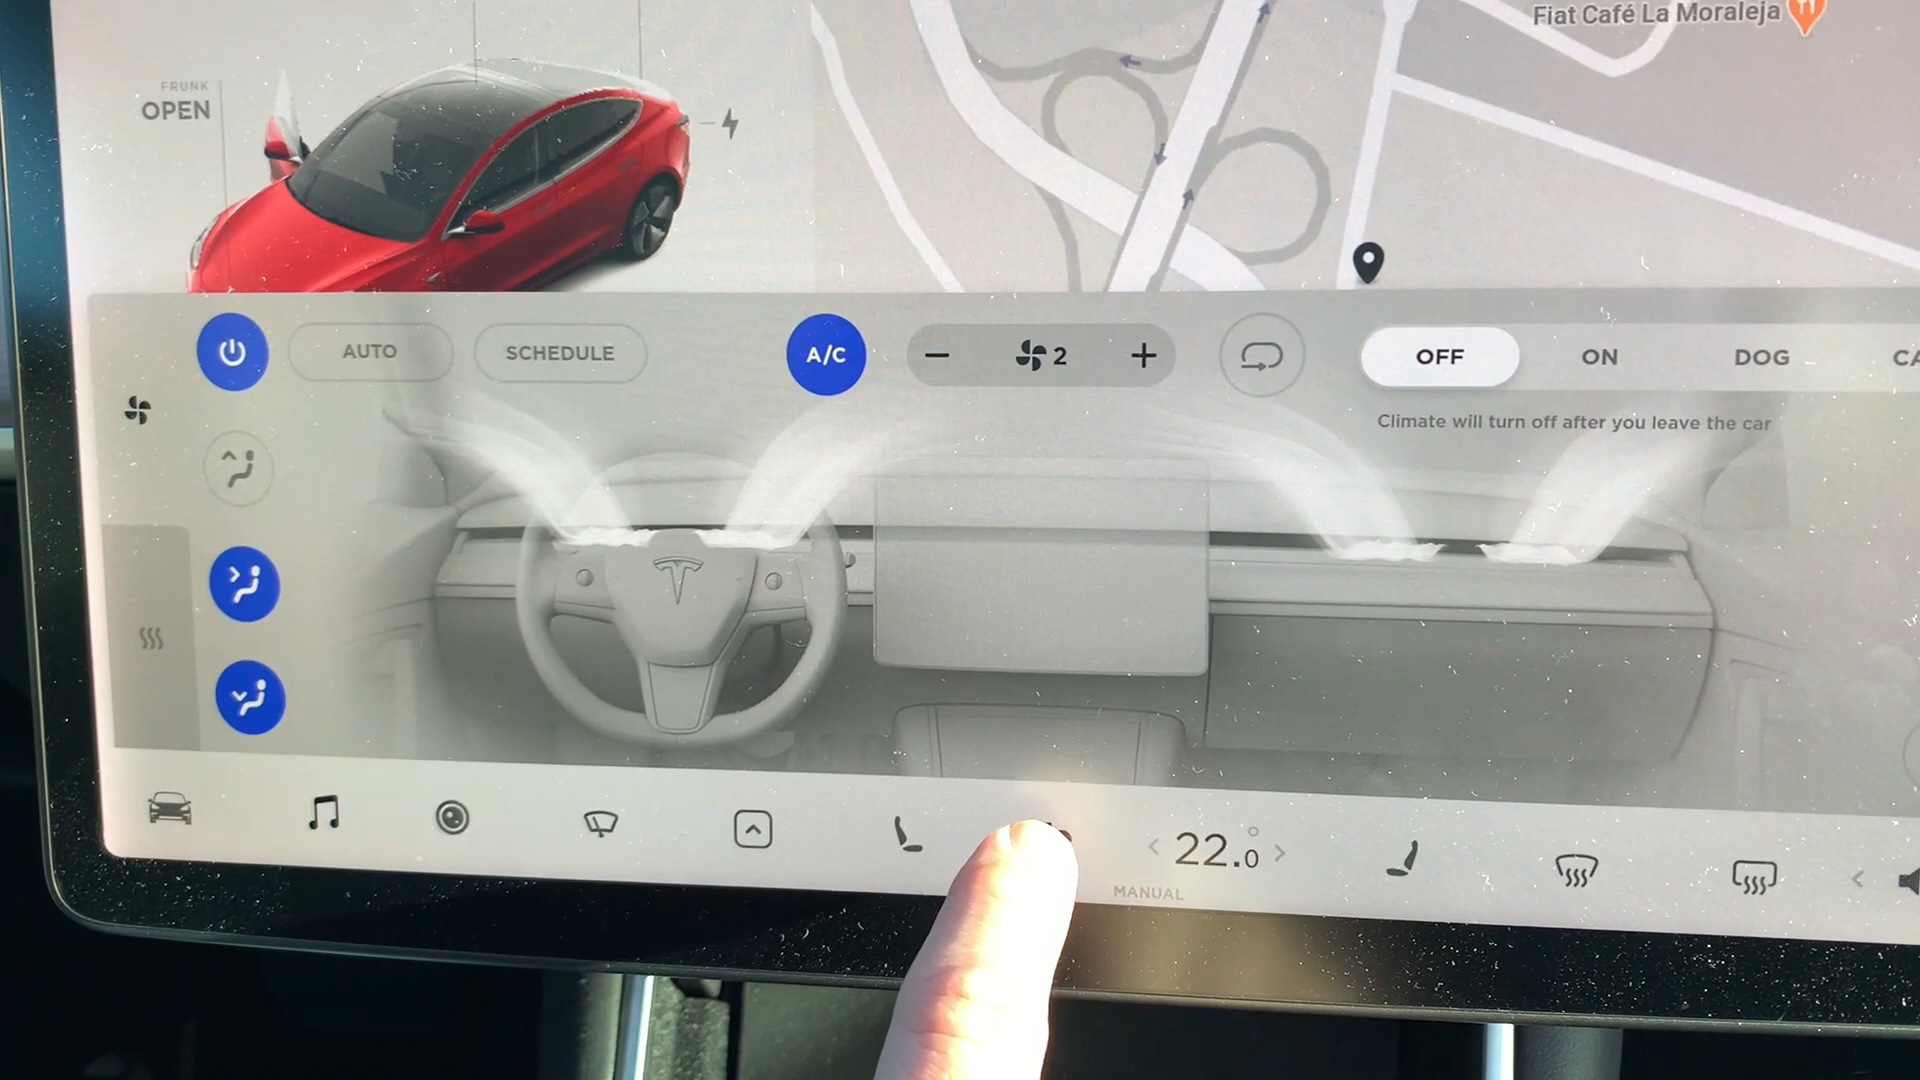 Fiat Café La Moraleja
FRUNK
OPEN
AUTO
SCHEDULE
A/C
2
OFF
ON
DOG
CA
Climate will turn off after you leave the car
22.0°
MANUAL